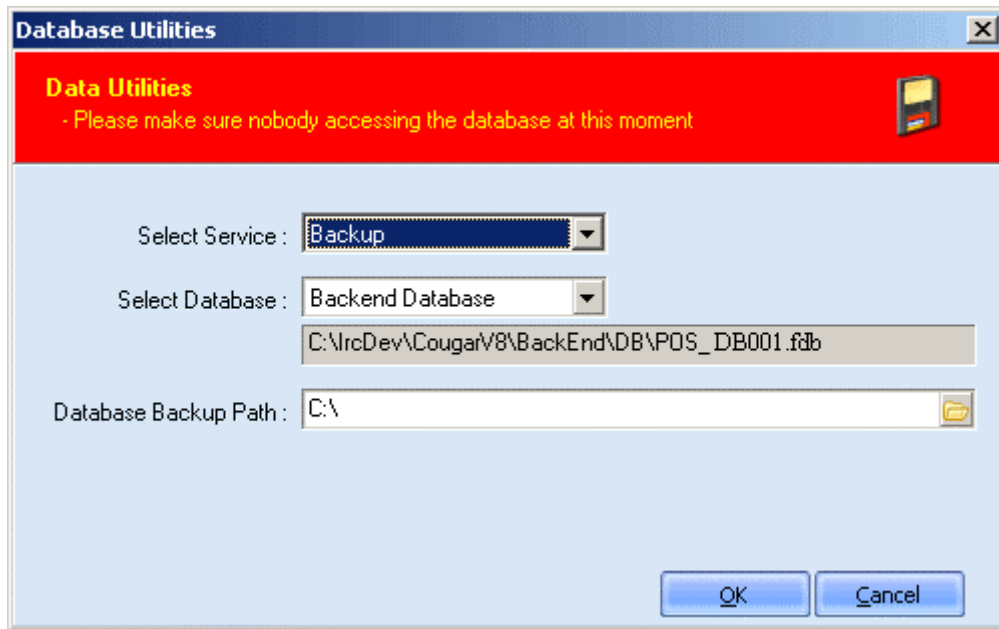 Database Utilities
Data Utilities
- Please make sure nobody accessing the database at this moment
Select Service : Backup
Select Database : Backend Database
C:\IrcDev\CougarV8\BackEnd\DB\POS_DB001.fdb
Database Backup Path : C:\
OK Cancel